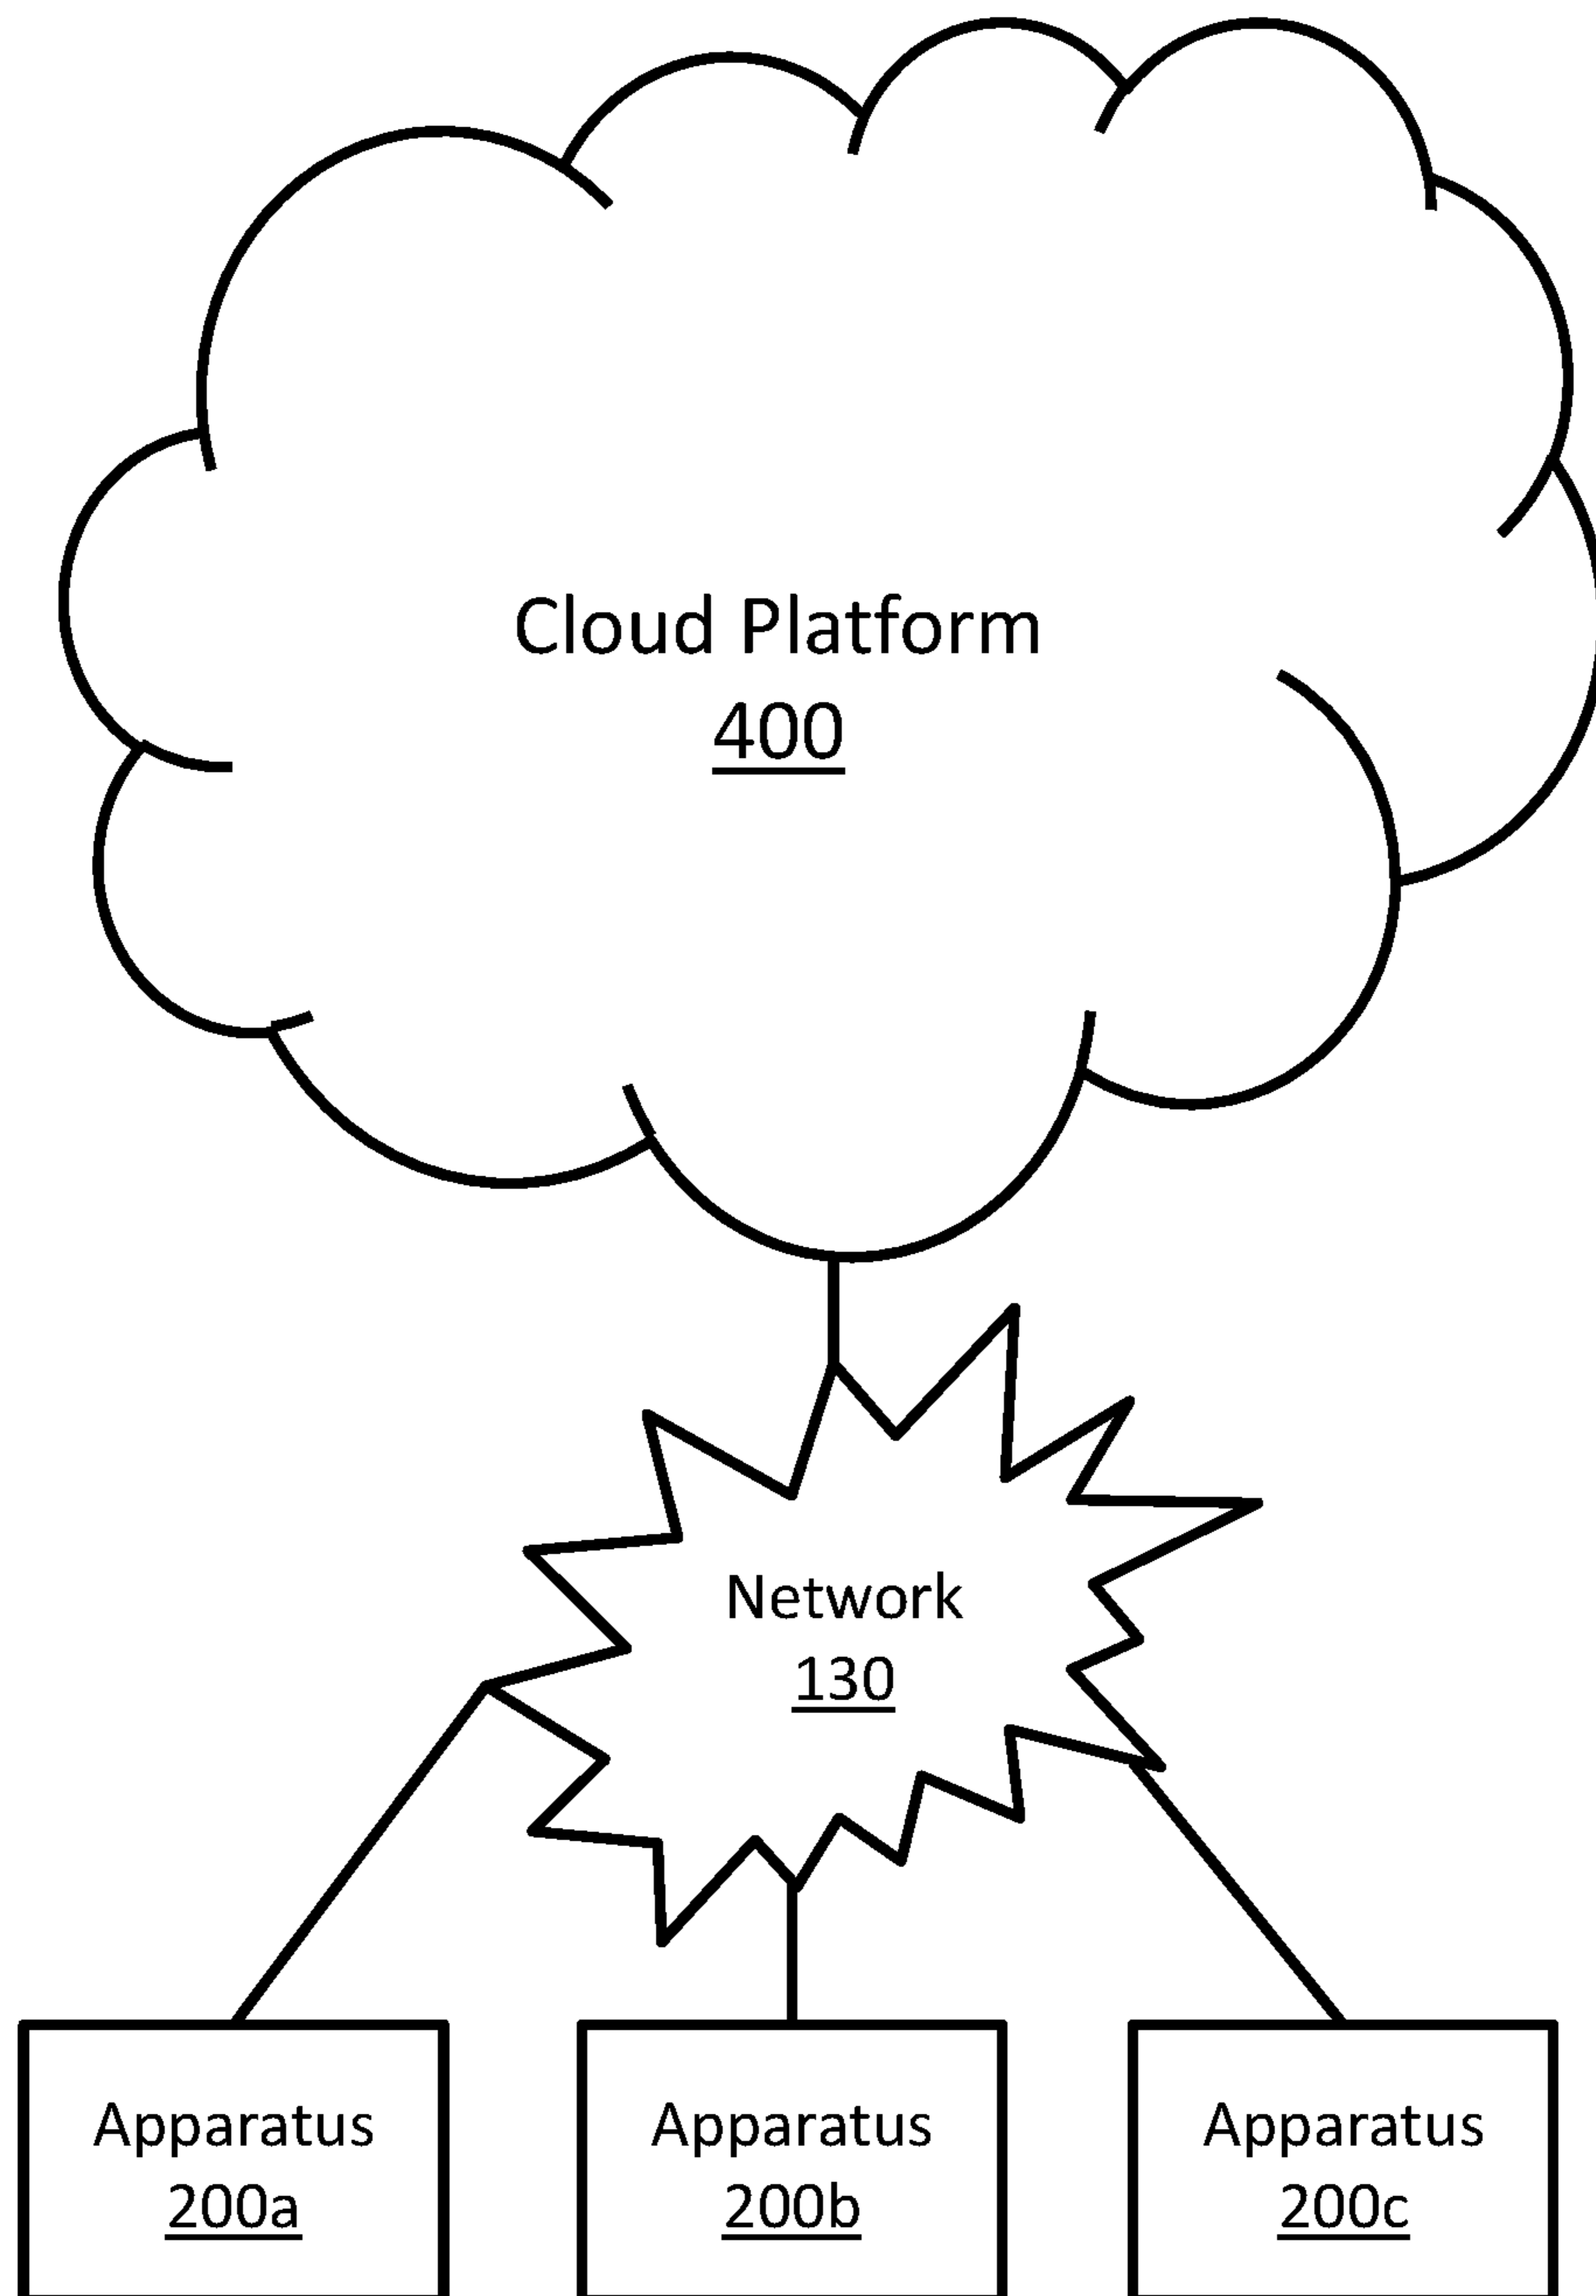 Cloud Platform
400
Network
130
Apparatus
200a
Apparatus
200b
Apparatus
200c